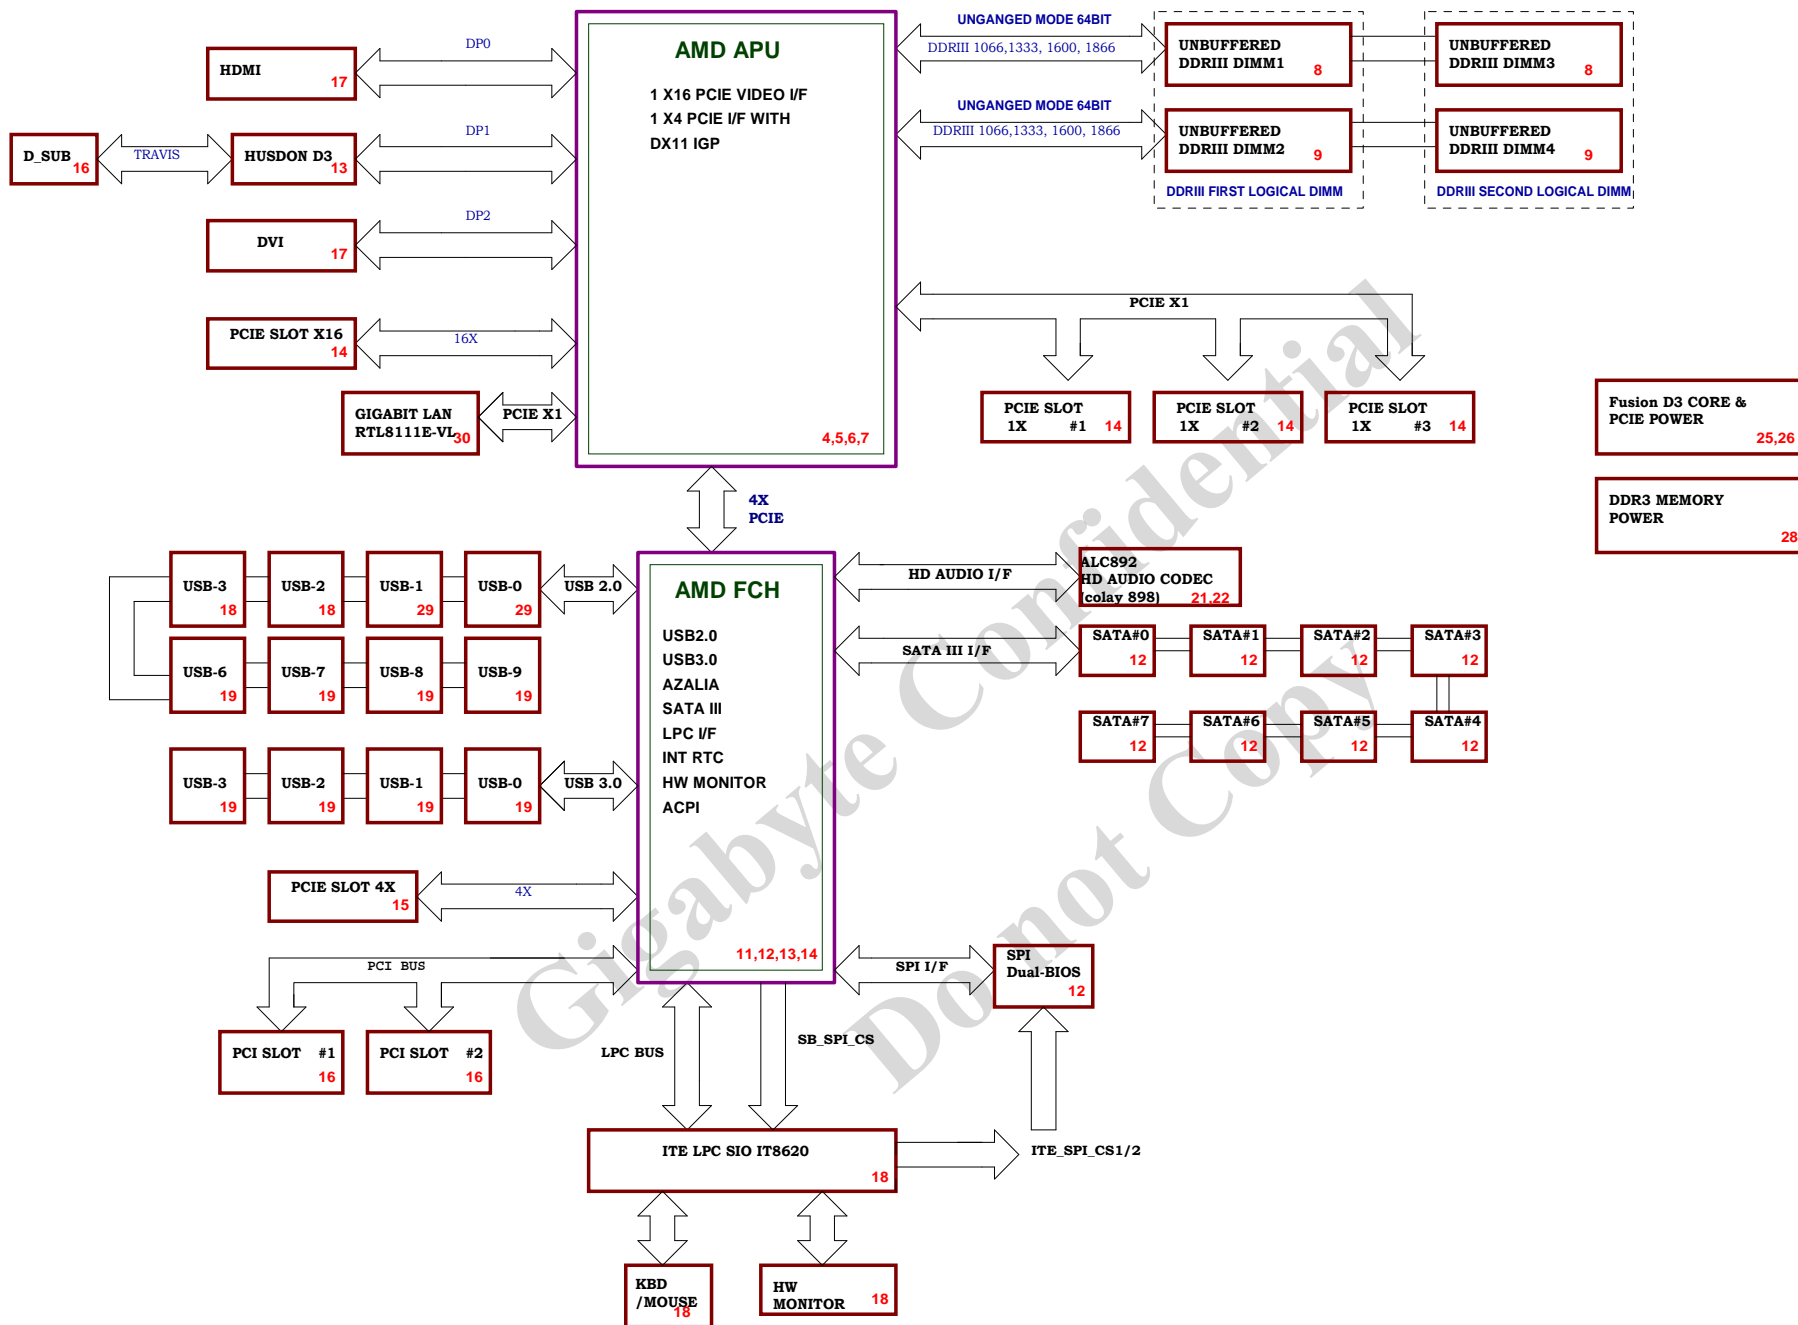 AMD APU
1 X16 PCIE VIDEO I/F
1 X4 PCIE I/F WITH
DX11 IGP
4,5,6,7
HDMI
17
DP0
D_SUB
16
TRAVIS
HUSDON D3
13
DP1
DVI
17
DP2
PCIE SLOT X16
14
16X
GIGABIT LAN
RTL8111E-VL
30
PCIE X1
UNGANGED MODE 64BIT
DDRIII 1066,1333, 1600, 1866
UNBUFFERED
DDRIII DIMM1
8
UNBUFFERED
DDRIII DIMM3
8
UNGANGED MODE 64BIT
DDRIII 1066,1333, 1600, 1866
UNBUFFERED
DDRIII DIMM2
9
UNBUFFERED
DDRIII DIMM4
9
DDRIII FIRST LOGICAL DIMM
DDRIII SECOND LOGICAL DIMM
PCIE X1
PCIE SLOT
1X #1
14
PCIE SLOT
1X #2
14
PCIE SLOT
1X #3
14
Fusion D3 CORE &
PCIE POWER
25,26
DDR3 MEMORY
POWER
28
4X
PCIE
AMD FCH
USB2.0
USB3.0
AZALIA
SATA III
LPC I/F
INT RTC
HW MONITOR
ACPI
11,12,13,14
USB-3
18
USB-2
18
USB-1
29
USB-0
29
USB 2.0
USB-6
19
USB-7
19
USB-8
19
USB-9
19
USB-3
19
USB-2
19
USB-1
19
USB-0
19
USB 3.0
HD AUDIO I/F
ALC892
HD AUDIO CODEC
(colay 898)
21,22
SATA III I/F
SATA#0
12
SATA#1
12
SATA#2
12
SATA#3
12
SATA#7
12
SATA#6
12
SATA#5
12
SATA#4
12
PCIE SLOT 4X
15
4X
PCI BUS
PCI SLOT #1
16
PCI SLOT #2
16
SPI I/F
SPI
Dual-BIOS
12
LPC BUS
SB_SPI_CS
ITE LPC SIO IT8620
18
ITE_SPI_CS1/2
KBD
/MOUSE
18
HW
MONITOR
18
Gigabyte Confidential
Do not Copy